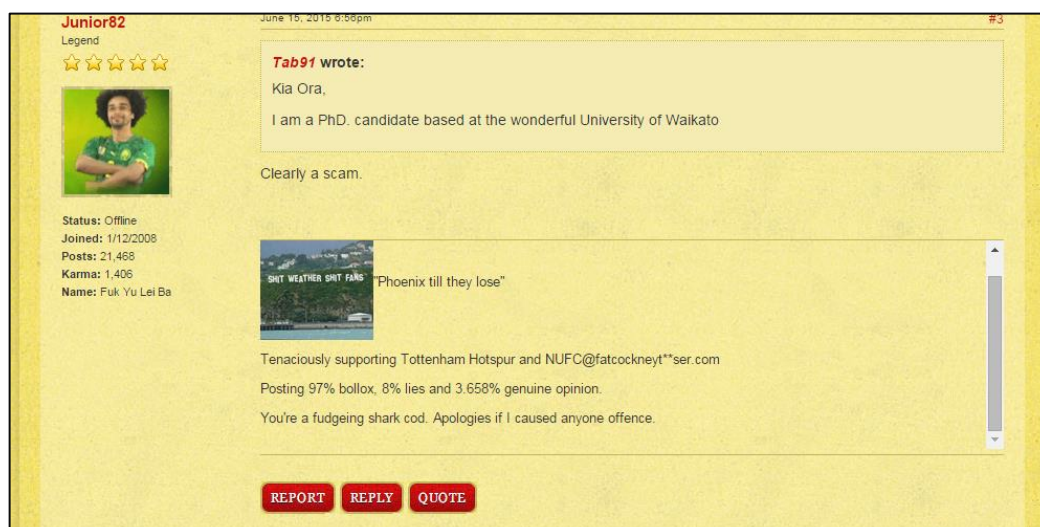 Junior82
Legend
Status: Offline
Joined: 1/12/2008
Posts: 21,468
Karma: 1,406
Name: Fuk Yu Lei Ba
June 15, 2015 6:56pm
#3
Tab91 wrote:
Kia Ora,
I am a PhD. candidate based at the wonderful University of Waikato
Clearly a scam.
SHIT WEATHER SHIT FANS
"Phoenix till they lose"
Tenaciously supporting Tottenham Hotspur and NUFC@fatcockneyt**ser.com
Posting 97% bollox, 8% lies and 3.658% genuine opinion.
You're a fudgeing shark cod. Apologies if I caused anyone offence.
REPORT REPLY QUOTE